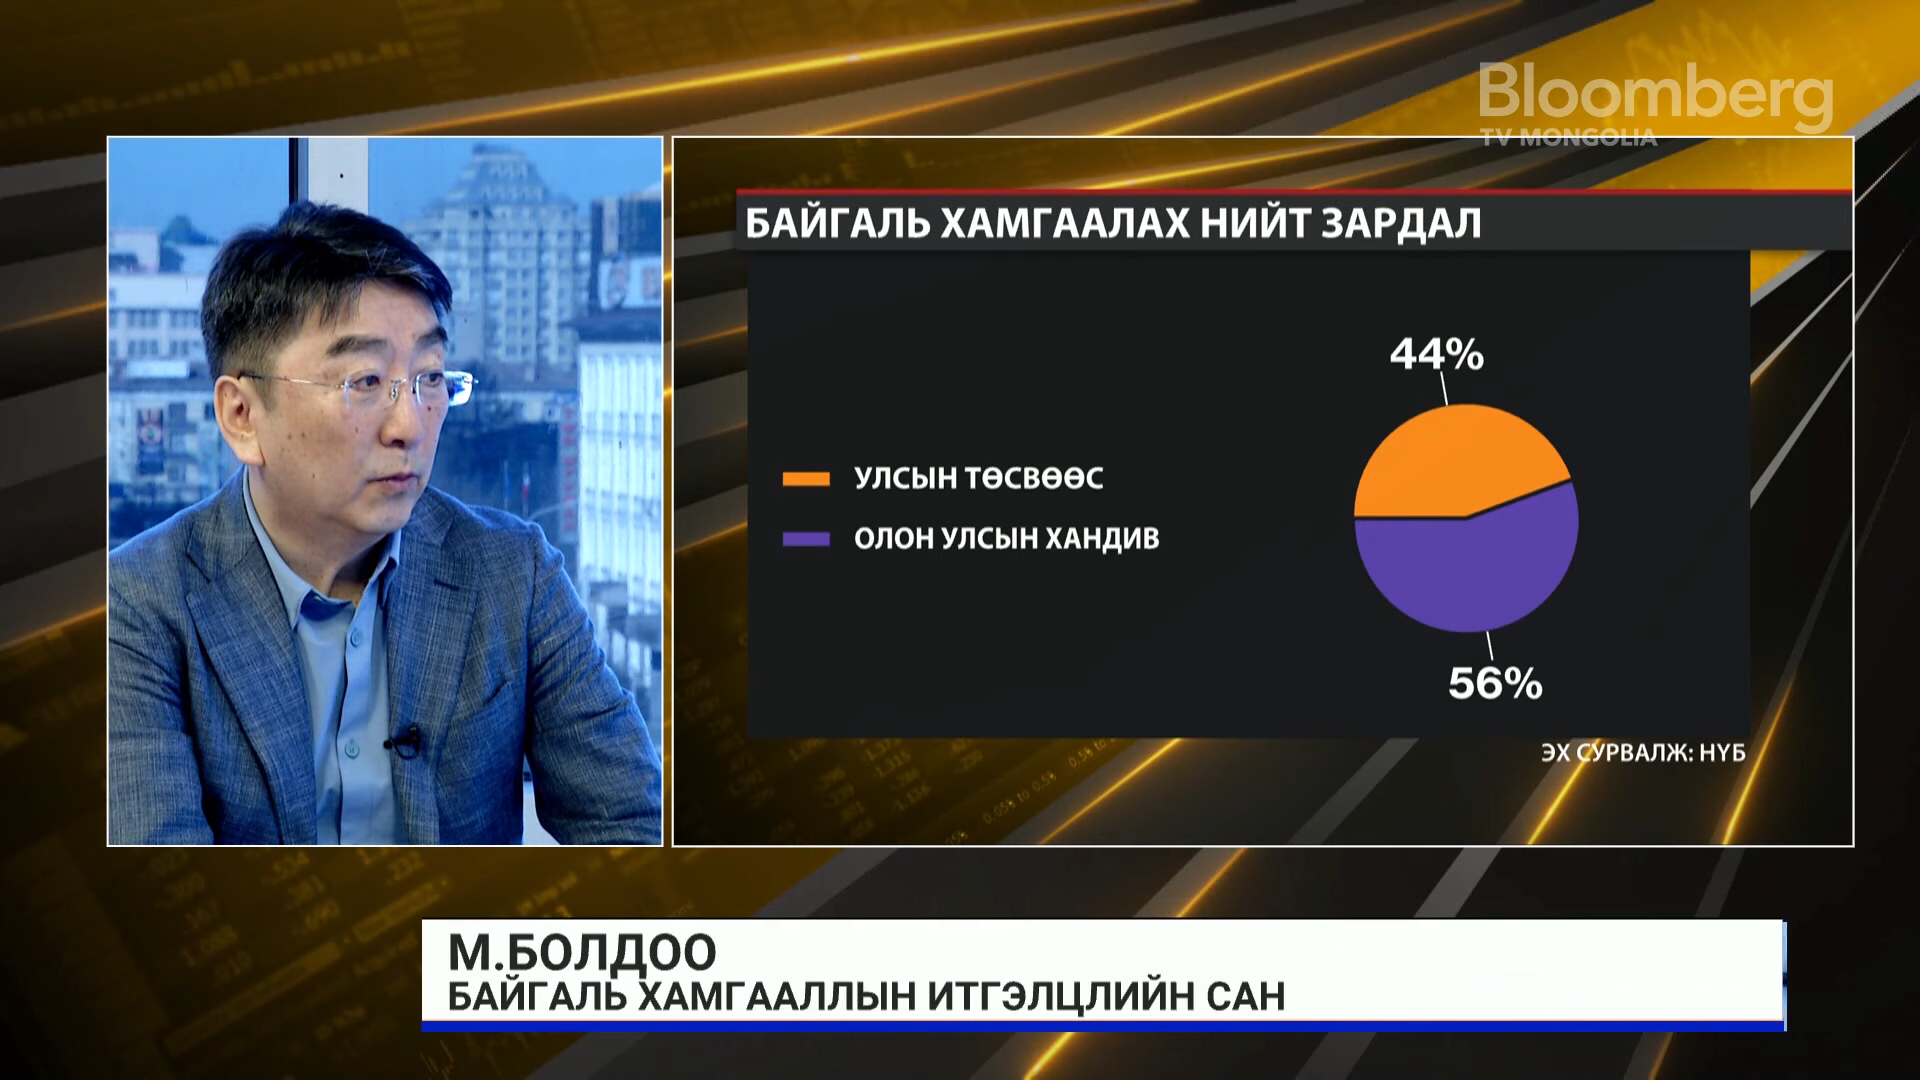 Bloomberg
TV MONGOLIA
БАЙГАЛЬ ХАМГААЛАХ НИЙТ ЗАРДАЛ
44%
УЛСЫН ТӨСВӨӨС
ОЛОН УЛСЫН ХАНДИВ
56%
ЭХ СУРВАЛЖ: НҮБ
М.БОЛДОО
БАЙГАЛЬ ХАМГААЛЛЫН ИТГЭЛЦЛИЙН САН